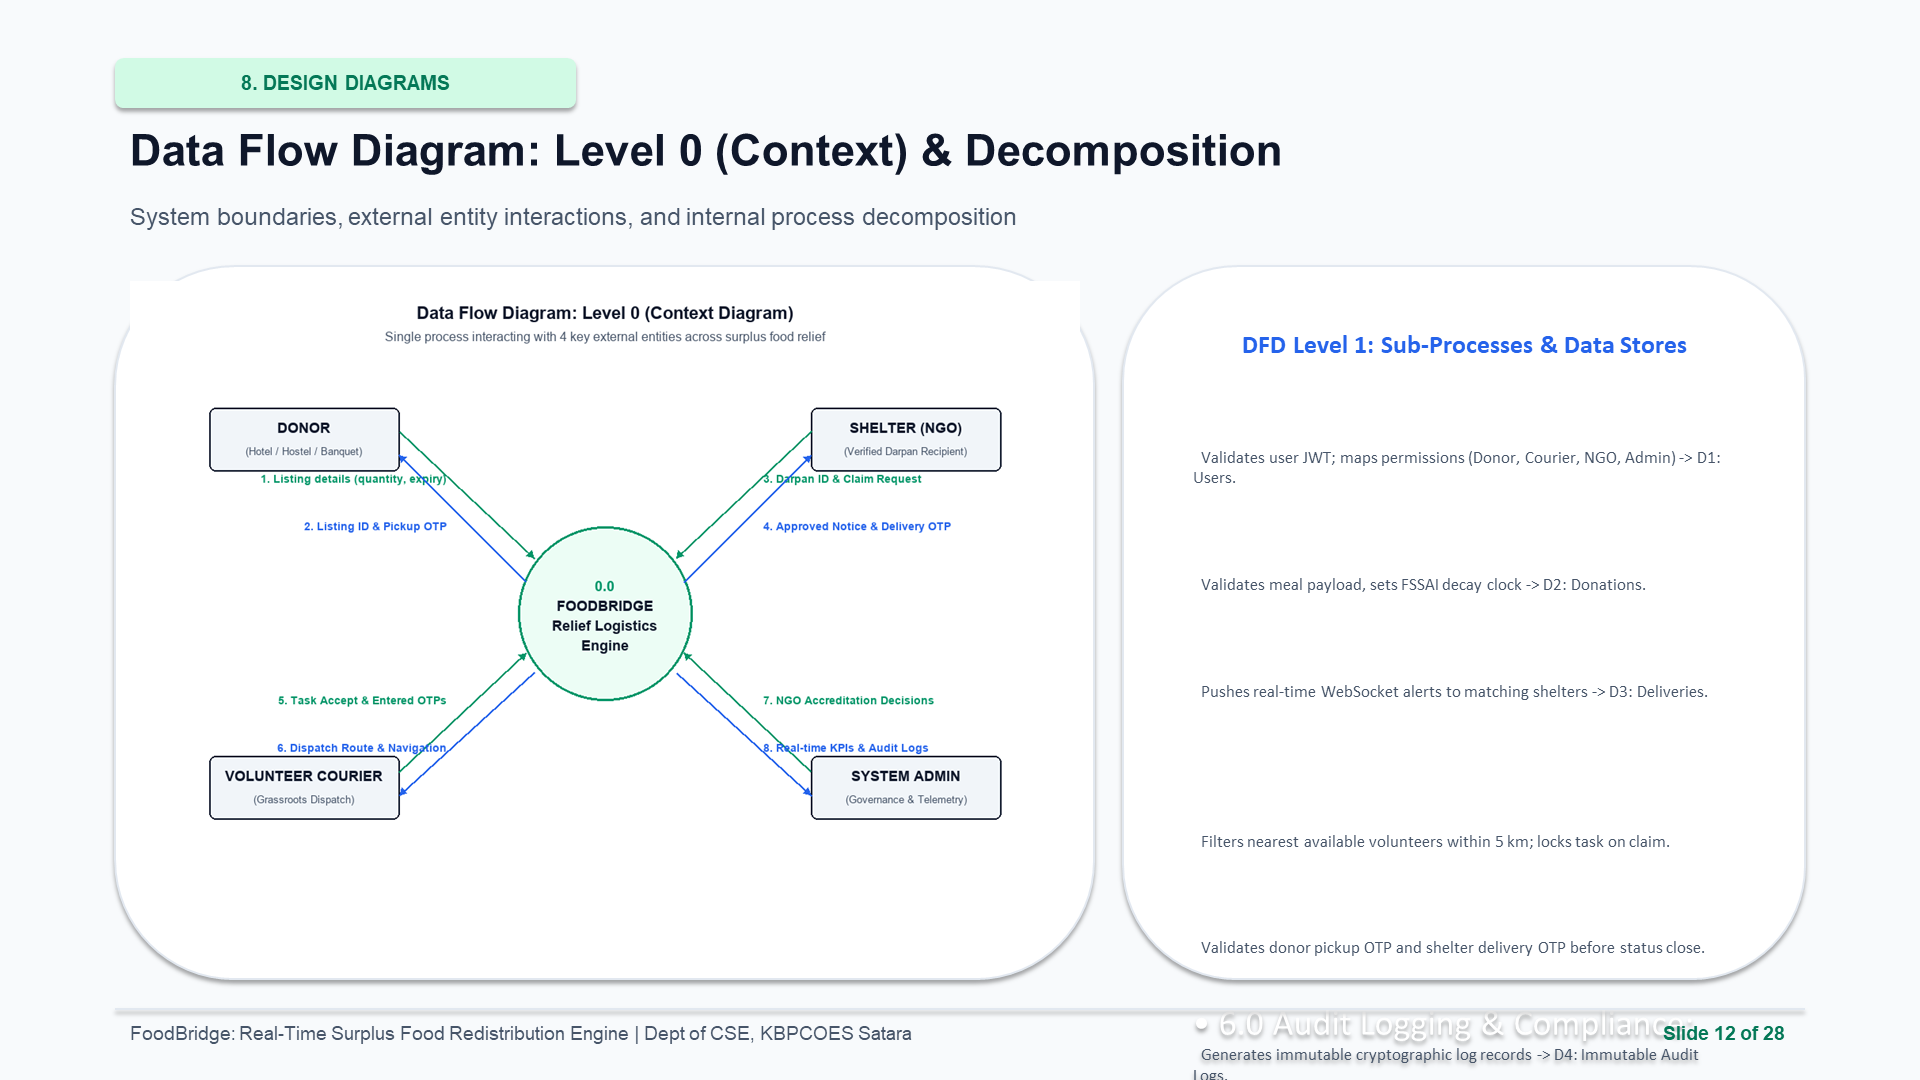 8. DESIGN DIAGRAMS
Data Flow Diagram: Level 0 (Context) & Decomposition
System boundaries, external entity interactions, and internal process decomposition
Data Flow Diagram: Level 0 (Context Diagram)
Single process interacting with 4 key external entities across surplus food relief
DONOR
(Hotel / Hostel / Banquet)
1. Listing details (quantity, expiry)
2. Listing ID & Pickup OTP
SHELTER (NGO)
(Verified Darpan Recipient)
3. Darpan ID & Claim Request
4. Approved Notice & Delivery OTP
0.0
FOODBRIDGE
Relief Logistics
Engine
5. Task Accept & Entered OTPs
6. Dispatch Route & Navigation
VOLUNTEER COURIER
(Grassroots Dispatch)
7. NGO Accreditation Decisions
8. Real-time KPIs & Audit Logs
SYSTEM ADMIN
(Governance & Telemetry)
DFD Level 1: Sub-Processes & Data Stores
Validates user JWT; maps permissions (Donor, Courier, NGO, Admin) -> D1:
Users.
Validates meal payload, sets FSSAI decay clock -> D2: Donations.
Pushes real-time WebSocket alerts to matching shelters -> D3: Deliveries.
Filters nearest available volunteers within 5 km; locks task on claim.
Validates donor pickup OTP and shelter delivery OTP before status close.
• 6.0 Audit Logging & Compliance:
Generates immutable cryptographic log records -> D4: Immutable Audit
Logs.
FoodBridge: Real-Time Surplus Food Redistribution Engine | Dept of CSE, KBPCOES Satara
Slide 12 of 28